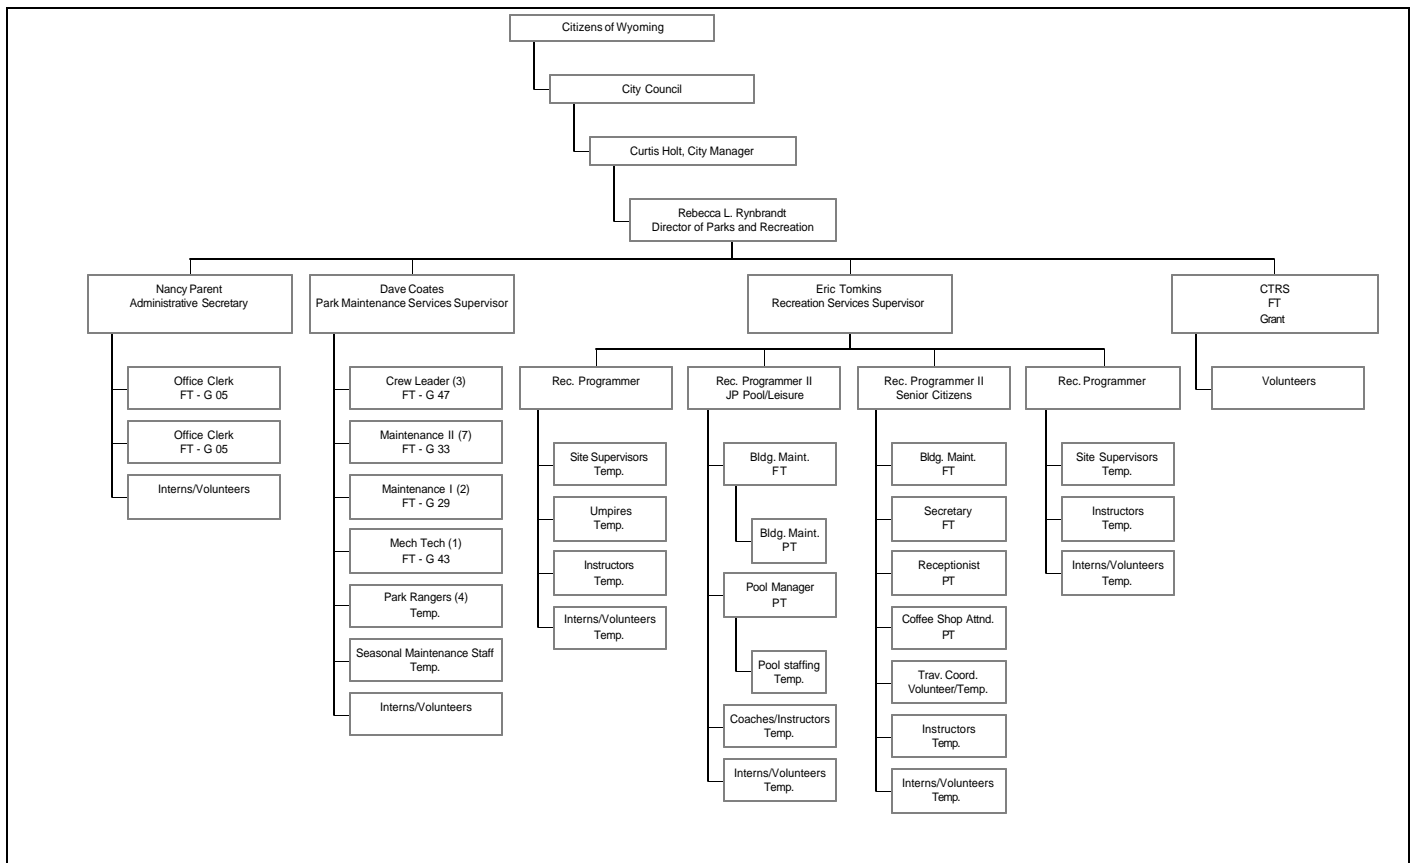 Citizens of Wyoming
City Council
Curtis Holt, City Manager
Rebecca L. Rynbrandt
Director of Parks and Recreation
Nancy Parent
Administrative Secretary
Dave Coates
Park Maintenance Services Supervisor
Eric Tomkins
Recreation Services Supervisor
CTRS
FT
Grant
Office Clerk
FT - G 05
Office Clerk
FT - G 05
Interns/Volunteers
Crew Leader (3)
FT - G 47
Maintenance II (7)
FT - G 33
Maintenance I (2)
FT - G 29
Mech Tech (1)
FT - G 43
Park Rangers (4)
Temp.
Seasonal Maintenance Staff
Temp.
Interns/Volunteers
Rec. Programmer
Site Supervisors
Temp.
Umpires
Temp.
Instructors
Temp.
Interns/Volunteers
Temp.
Rec. Programmer II
JP Pool/Leisure
Bldg. Maint.
FT
Bldg. Maint.
PT
Pool Manager
PT
Pool staffing
Temp.
Coaches/Instructors
Temp.
Interns/Volunteers
Temp.
Rec. Programmer II
Senior Citizens
Bldg. Maint.
FT
Secretary
FT
Receptionist
PT
Coffee Shop Attnd.
PT
Trav. Coord.
Volunteer/Temp.
Instructors
Temp.
Interns/Volunteers
Temp.
Rec. Programmer
Site Supervisors
Temp.
Instructors
Temp.
Interns/Volunteers
Temp.
Volunteers